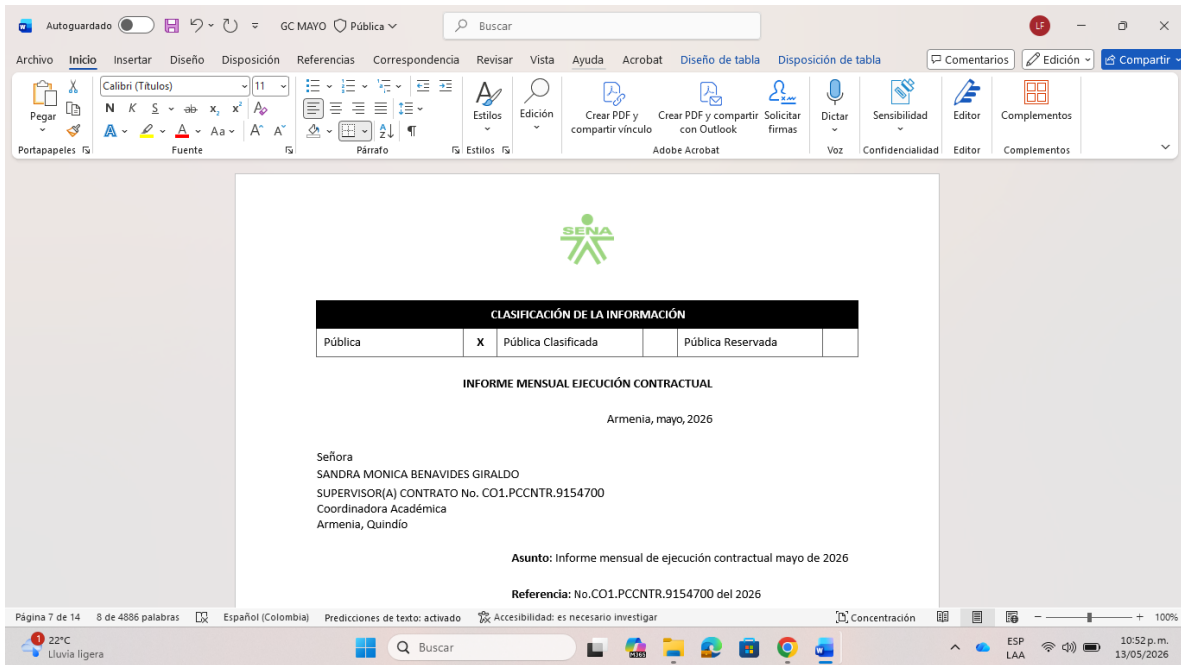 Autoguardado
GC MAYO Pública
Buscar
LF
Archivo Inicio Insertar Diseño Disposición Referencias Correspondencia Revisar Vista Ayuda Acrobat Diseño de tabla Disposición de tabla Comentarios Edición Compartir
Calibri (Títulos) 11
N K S ab x, x²
A A Aa A A
Pegar
Estilos
Edición
Crear PDF y compartir vínculo
Crear PDF y compartir con Outlook
Solicitar firmas
Dictar
Sensibilidad
Editor
Complementos
Portapapeles Fuente Párrafo Estilos Adobe Acrobat Voz Confidencialidad Editor Complementos
SENA
CLASIFICACIÓN DE LA INFORMACIÓN
Pública X Pública Clasificada Pública Reservada
INFORME MENSUAL EJECUCIÓN CONTRACTUAL
Armenia, mayo, 2026
Señora
SANDRA MONICA BENAVIDES GIRALDO
SUPERVISOR(A) CONTRATO No. CO1.PCCNTR.9154700
Coordinadora Académica
Armenia, Quindío
Asunto: Informe mensual de ejecución contractual mayo de 2026
Referencia: No.CO1.PCCNTR.9154700 del 2026
Página 7 de 14 8 de 4886 palabras Español (Colombia) Predicciones de texto: activado Accesibilidad: es necesario investigar Concentración 100%
1 22°C
Lluvia ligera
Buscar
M365
ESP
LAA
10:52 p.m.
13/05/2026